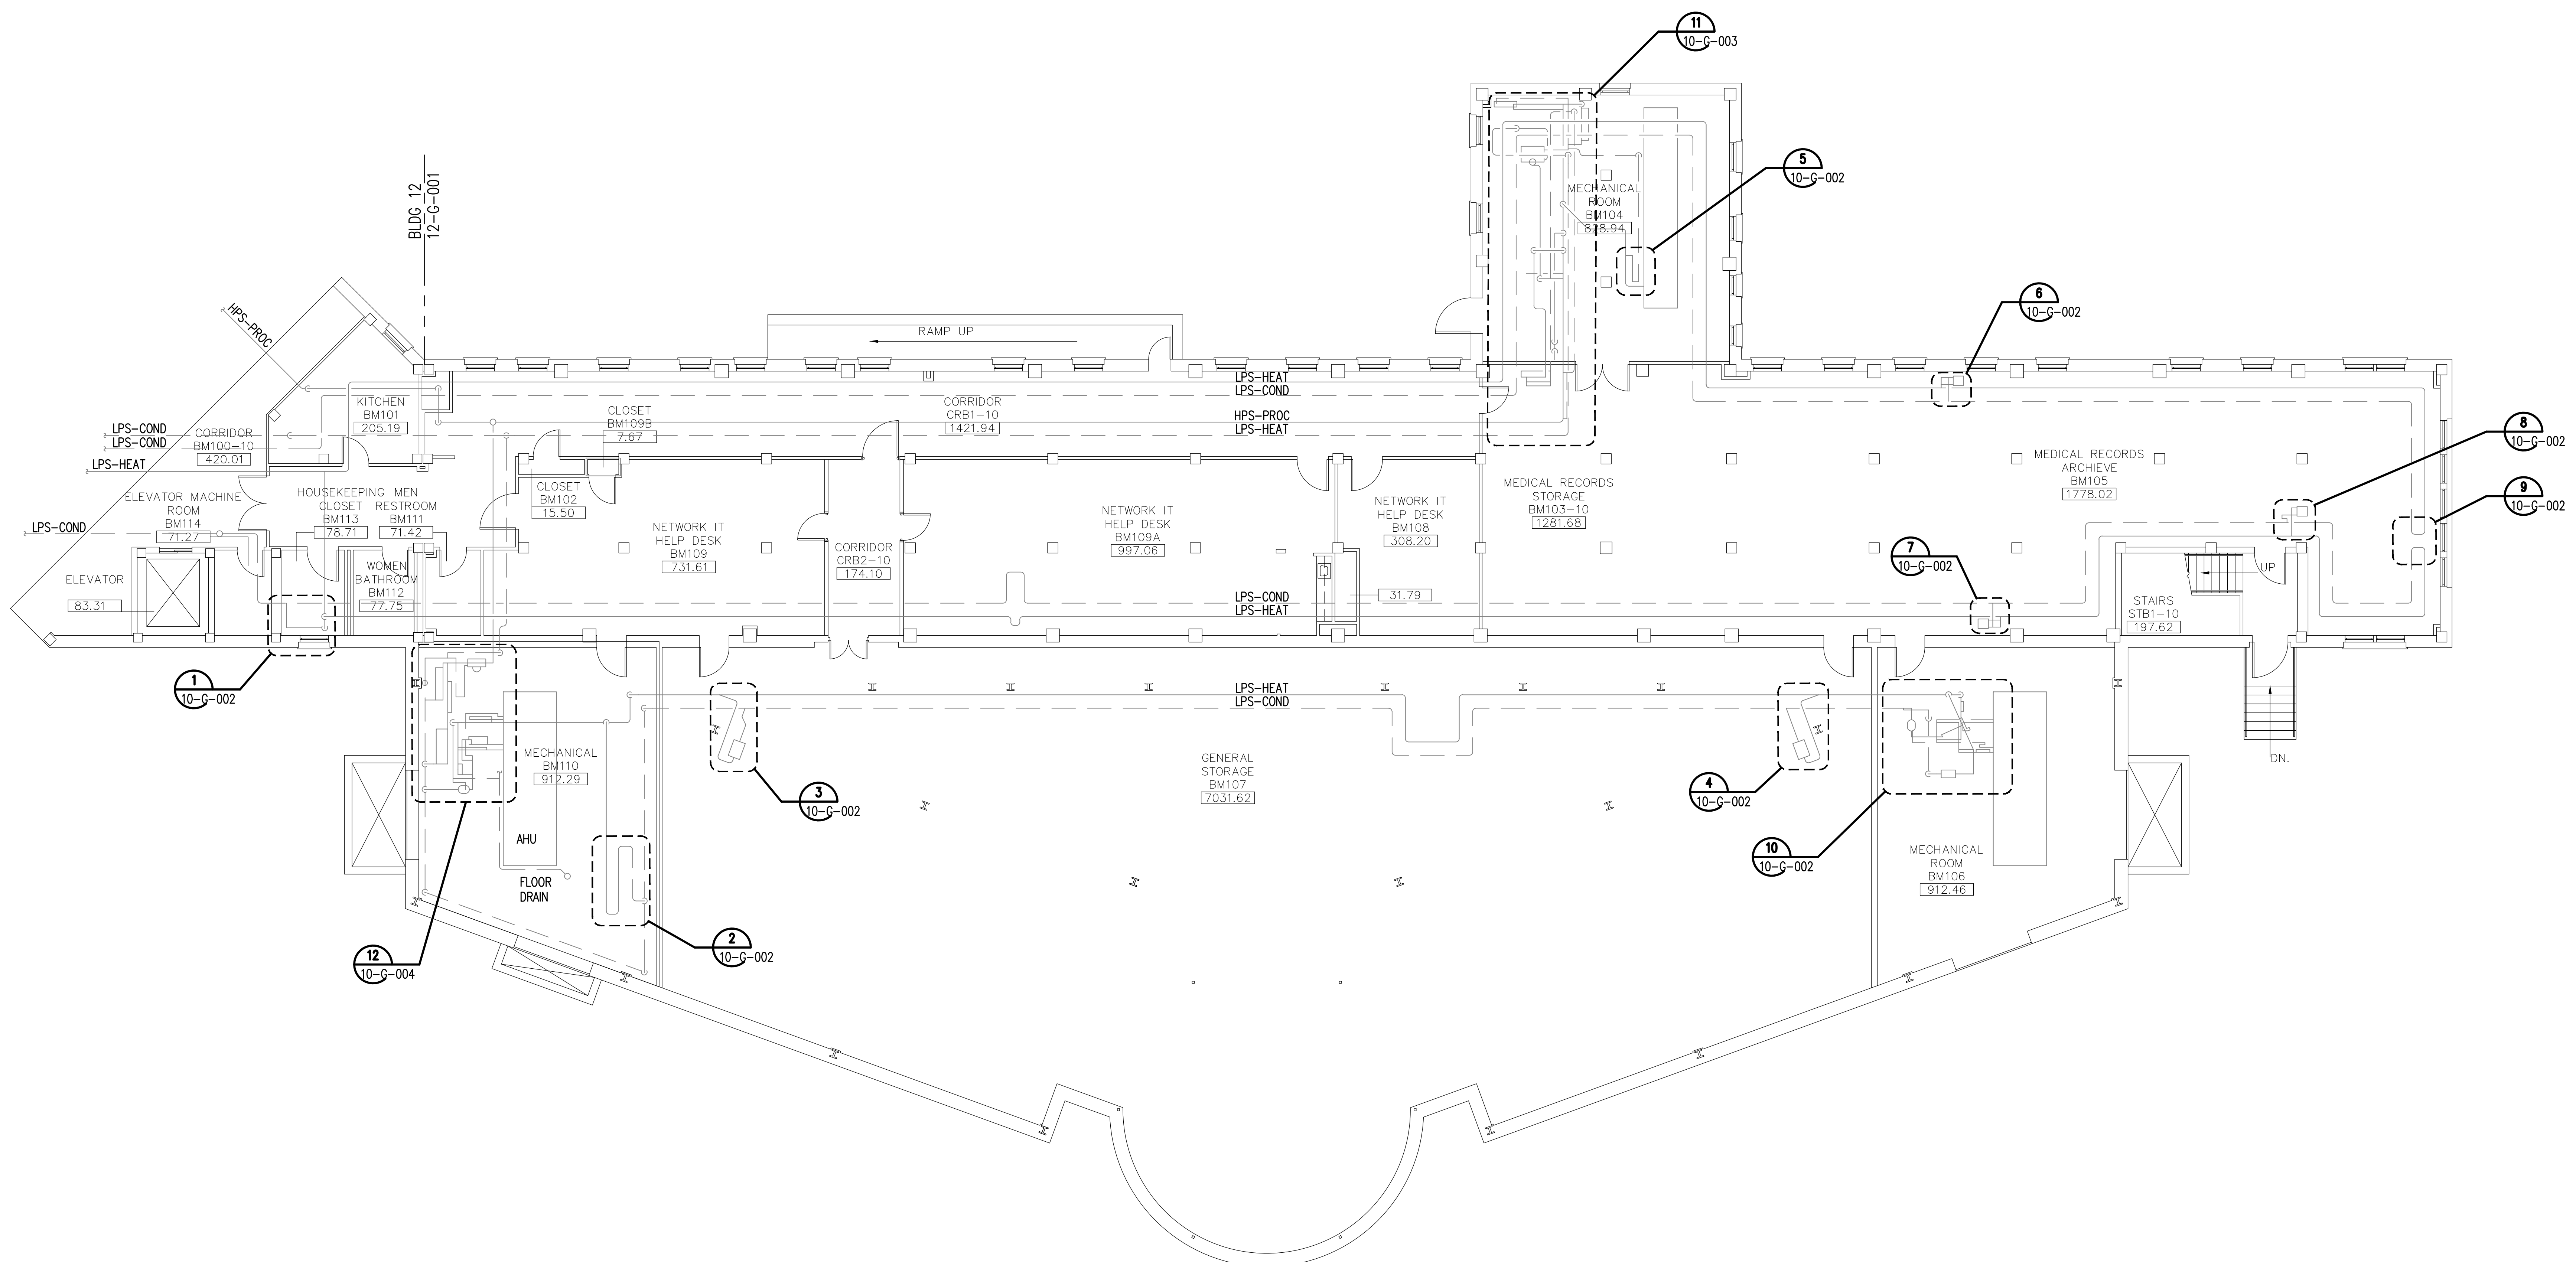 11
10-G-003
5
10-G-002
BLDG 12
12-G-001
MECHANICAL
ROOM
BM104
828.94
6
10-G-002
HPS-PROC
RAMP UP
LPS-HEAT
LPS-COND
HPS-PROC
LPS-HEAT
KITCHEN
BM101
205.19
CLOSET
BM109B
7.67
CORRIDOR
CRB1-10
1421.94
LPS-COND
LPS-COND
LPS-HEAT
CORRIDOR
BM100-10
420.01
8
10-G-002
9
10-G-002
MEDICAL RECORDS
ARCHIEVE
BM105
1778.02
MEDICAL RECORDS
STORAGE
BM103-10
1281.68
ELEVATOR MACHINE
ROOM
BM114
71.27
HOUSEKEEPING
CLOSET
BM113
78.71
MEN
RESTROOM
BM111
71.42
CLOSET
BM102
15.50
NETWORK IT
HELP DESK
BM109
731.61
NETWORK IT
HELP DESK
BM109A
997.06
NETWORK IT
HELP DESK
BM108
308.20
LPS-COND
CORRIDOR
CRB2-10
174.10
7
10-G-002
UP
ELEVATOR
83.31
WOMEN
BATHROOM
BM112
77.75
LPS-COND
LPS-HEAT
31.79
STAIRS
STB1-10
197.62
1
10-G-002
LPS-HEAT
LPS-COND
MECHANICAL
BM110
912.29
GENERAL
STORAGE
BM107
7031.62
DN.
3
10-G-002
4
10-G-002
AHU
10
10-G-002
MECHANICAL
ROOM
BM106
912.46
FLOOR
DRAIN
2
10-G-002
12
10-G-004